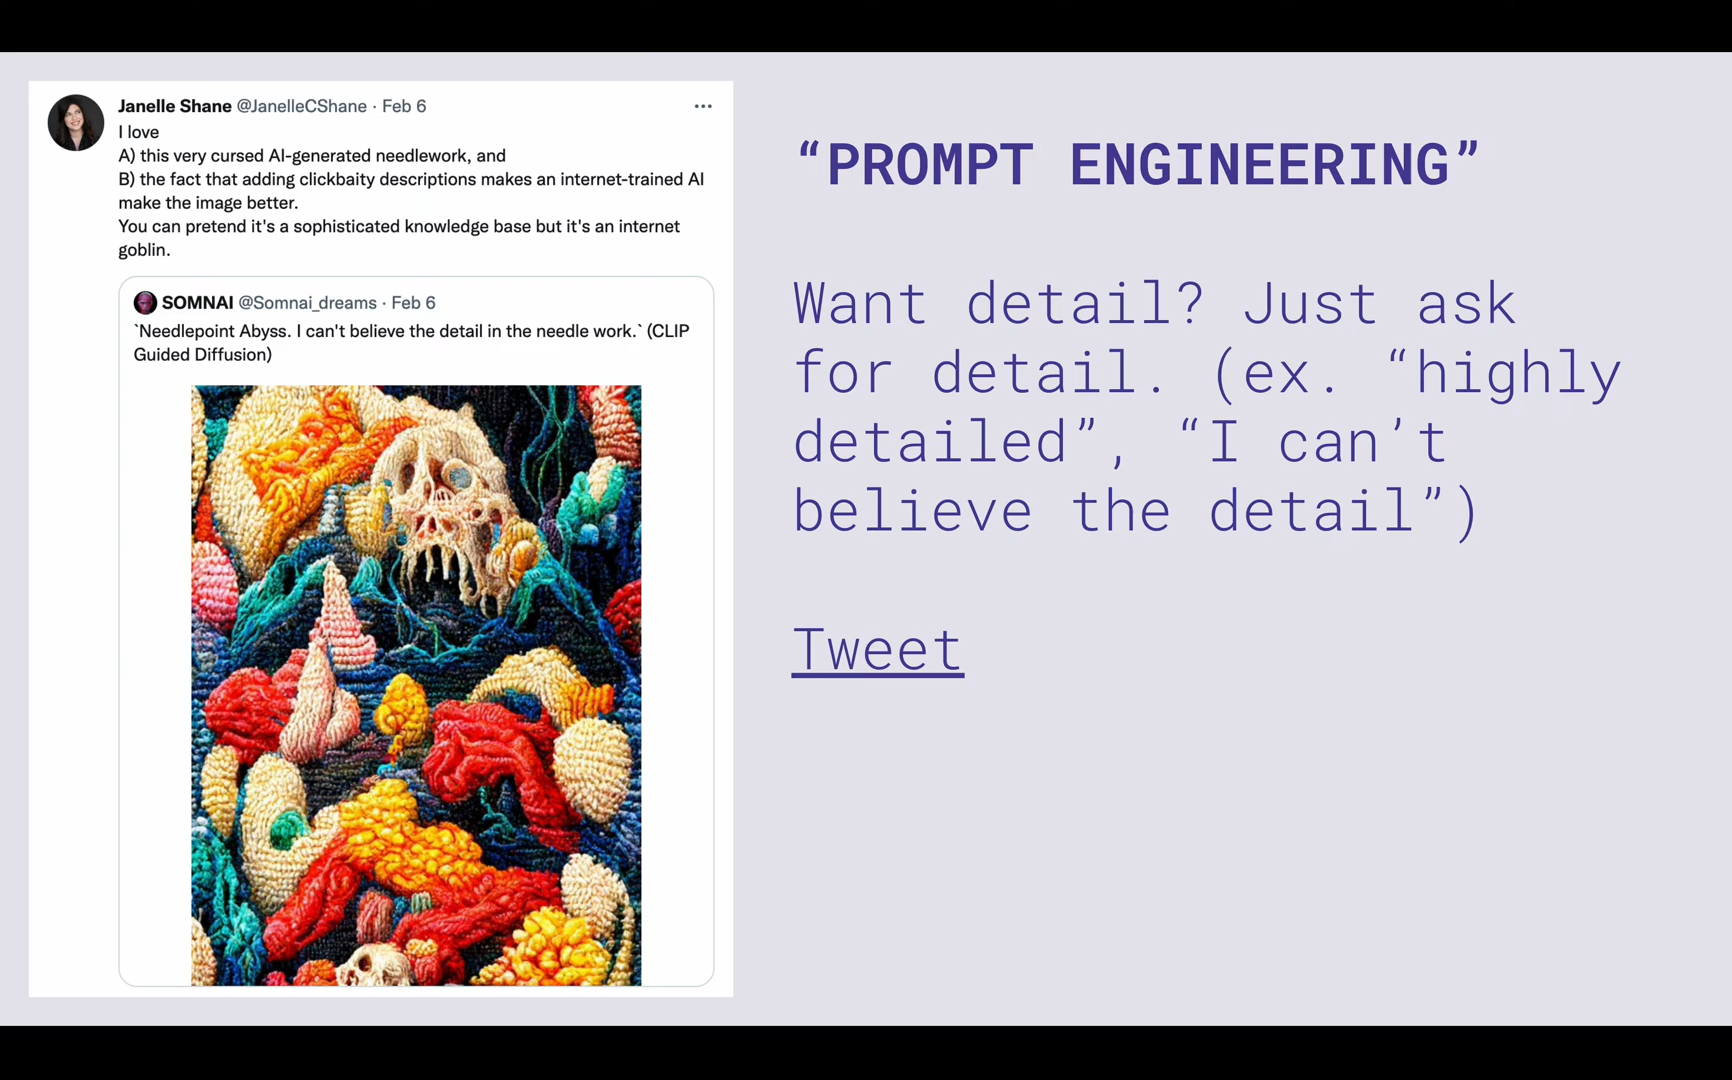 Janelle Shane @JanelleCShane · Feb 6
I love
A) this very cursed AI-generated needlework, and
B) the fact that adding clickbaity descriptions makes an internet-trained AI
make the image better.
You can pretend it's a sophisticated knowledge base but it's an internet
goblin.
SOMNAI @Somnai_dreams · Feb 6
`Needlepoint Abyss. I can't believe the detail in the needle work.` (CLIP
Guided Diffusion)
“PROMPT ENGINEERING”
Want detail? Just ask
for detail. (ex. “highly
detailed”, “I can’t
believe the detail”)
Tweet